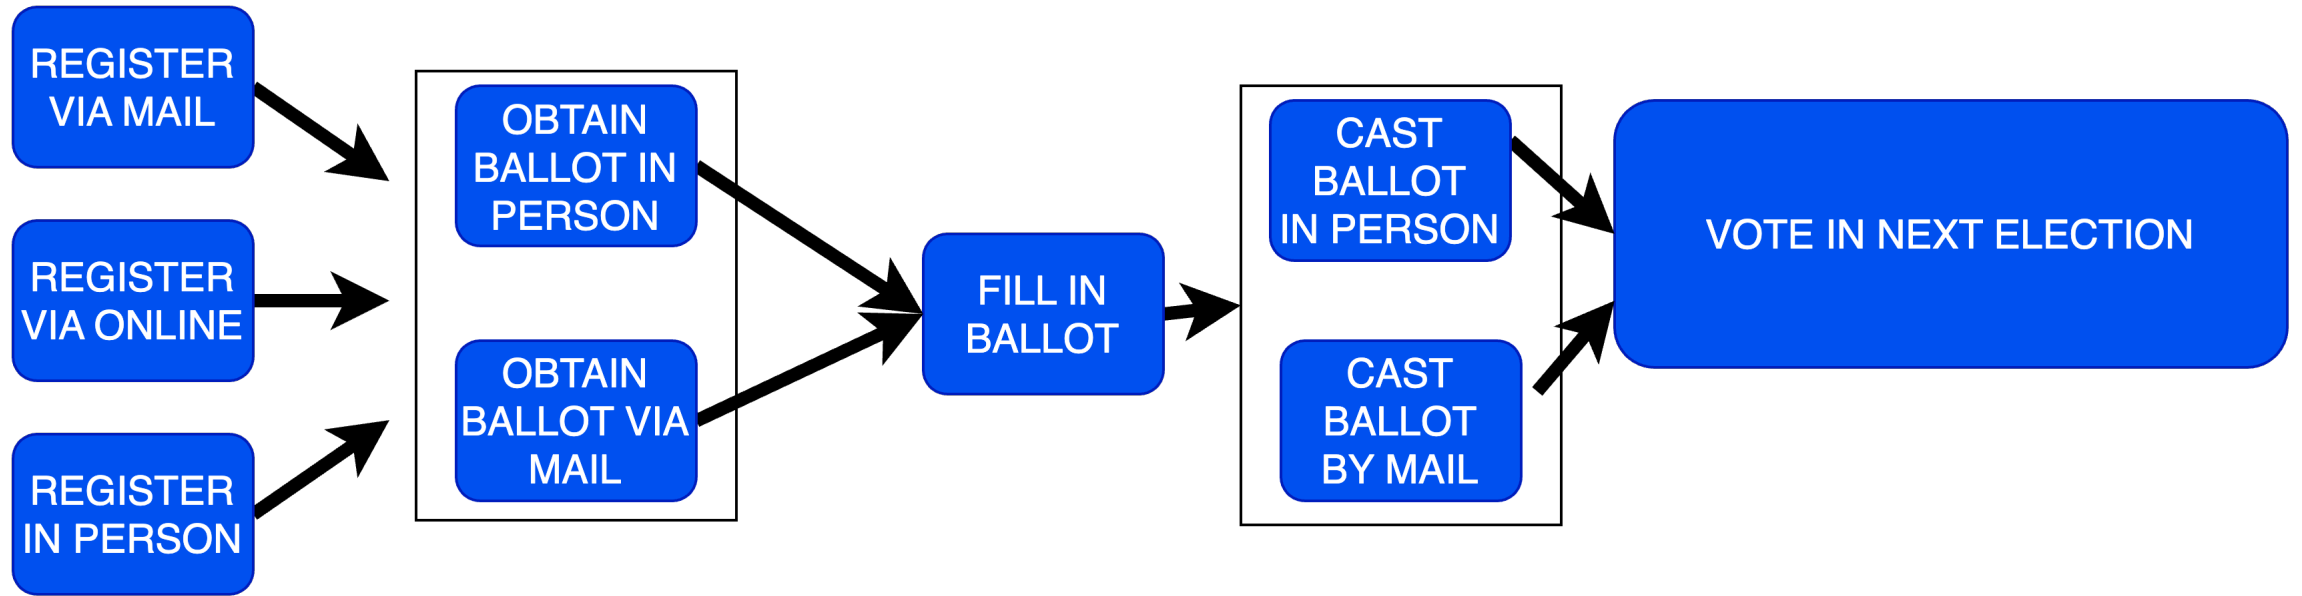 REGISTER
VIA MAIL
REGISTER
VIA ONLINE
REGISTER
IN PERSON
OBTAIN
BALLOT IN
PERSON
OBTAIN
BALLOT VIA
MAIL
FILL IN
BALLOT
CAST
BALLOT
IN PERSON
CAST
BALLOT
BY MAIL
VOTE IN NEXT ELECTION